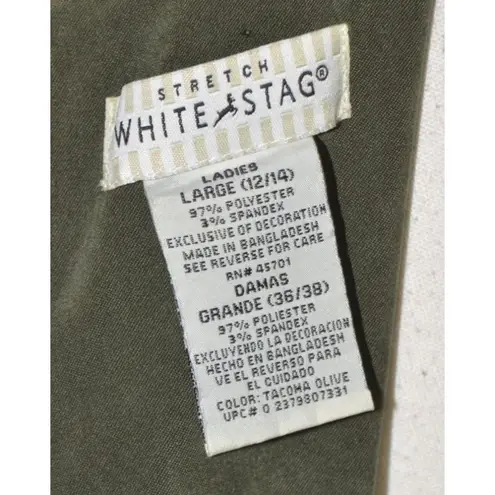 STRETCH
WHITE STAG®
LADIES
LARGE (12/14)
97% POLYESTER
3% SPANDEX
EXCLUSIVE OF DECORATION
MADE IN BANGLADESH
SEE REVERSE FOR CARE
RN# 45701
DAMAS
GRANDE (36/38)
97% POLIESTER
3% SPANDEX
EXCLUYENDO LA DECORACION
HECHO EN BANGLADESH
VE EL REVERSO PARA
EL CUIDADO
COLOR: TACOMA OLIVE
UPC# 0 2379807331